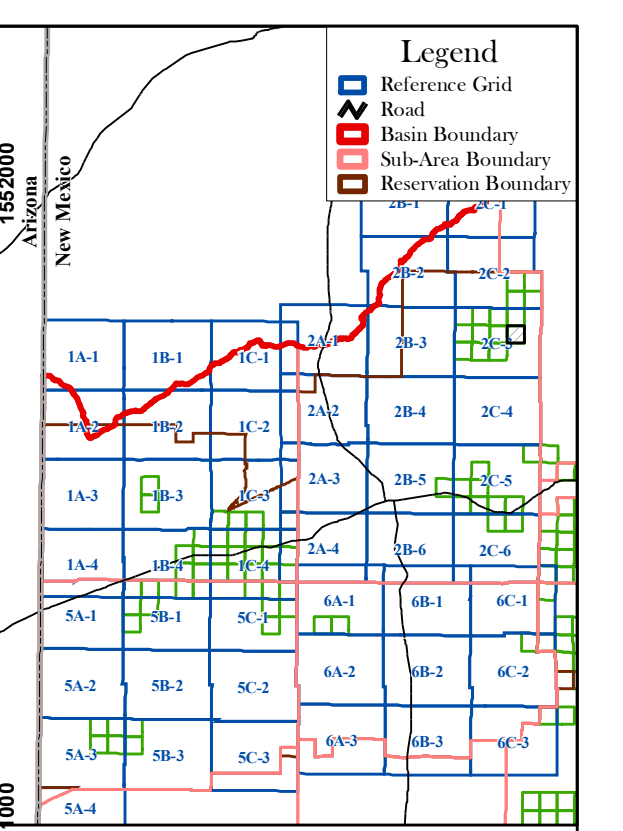 Legend
Reference Grid
Road
Basin Boundary
Sub-Area Boundary
Reservation Boundary
1552000
Arizona
New Mexico
2B-1 2C-1
2B-2 2C-2
2A-1 2B-3 2C-3
1A-1 1B-1 1C-1
2A-2 2B-4 2C-4
1A-2 1B-2 1C-2
2A-3 2B-5 2C-5
1A-3 1B-3 1C-3
2A-4 2B-6 2C-6
1A-4 1B-4 1C-4
6A-1 6B-1 6C-1
5A-1 5B-1 5C-1
6A-2 6B-2 6C-2
5A-2 5B-2 5C-2
6A-3 6B-3 6C-3
5A-3 5B-3 5C-3
5A-4